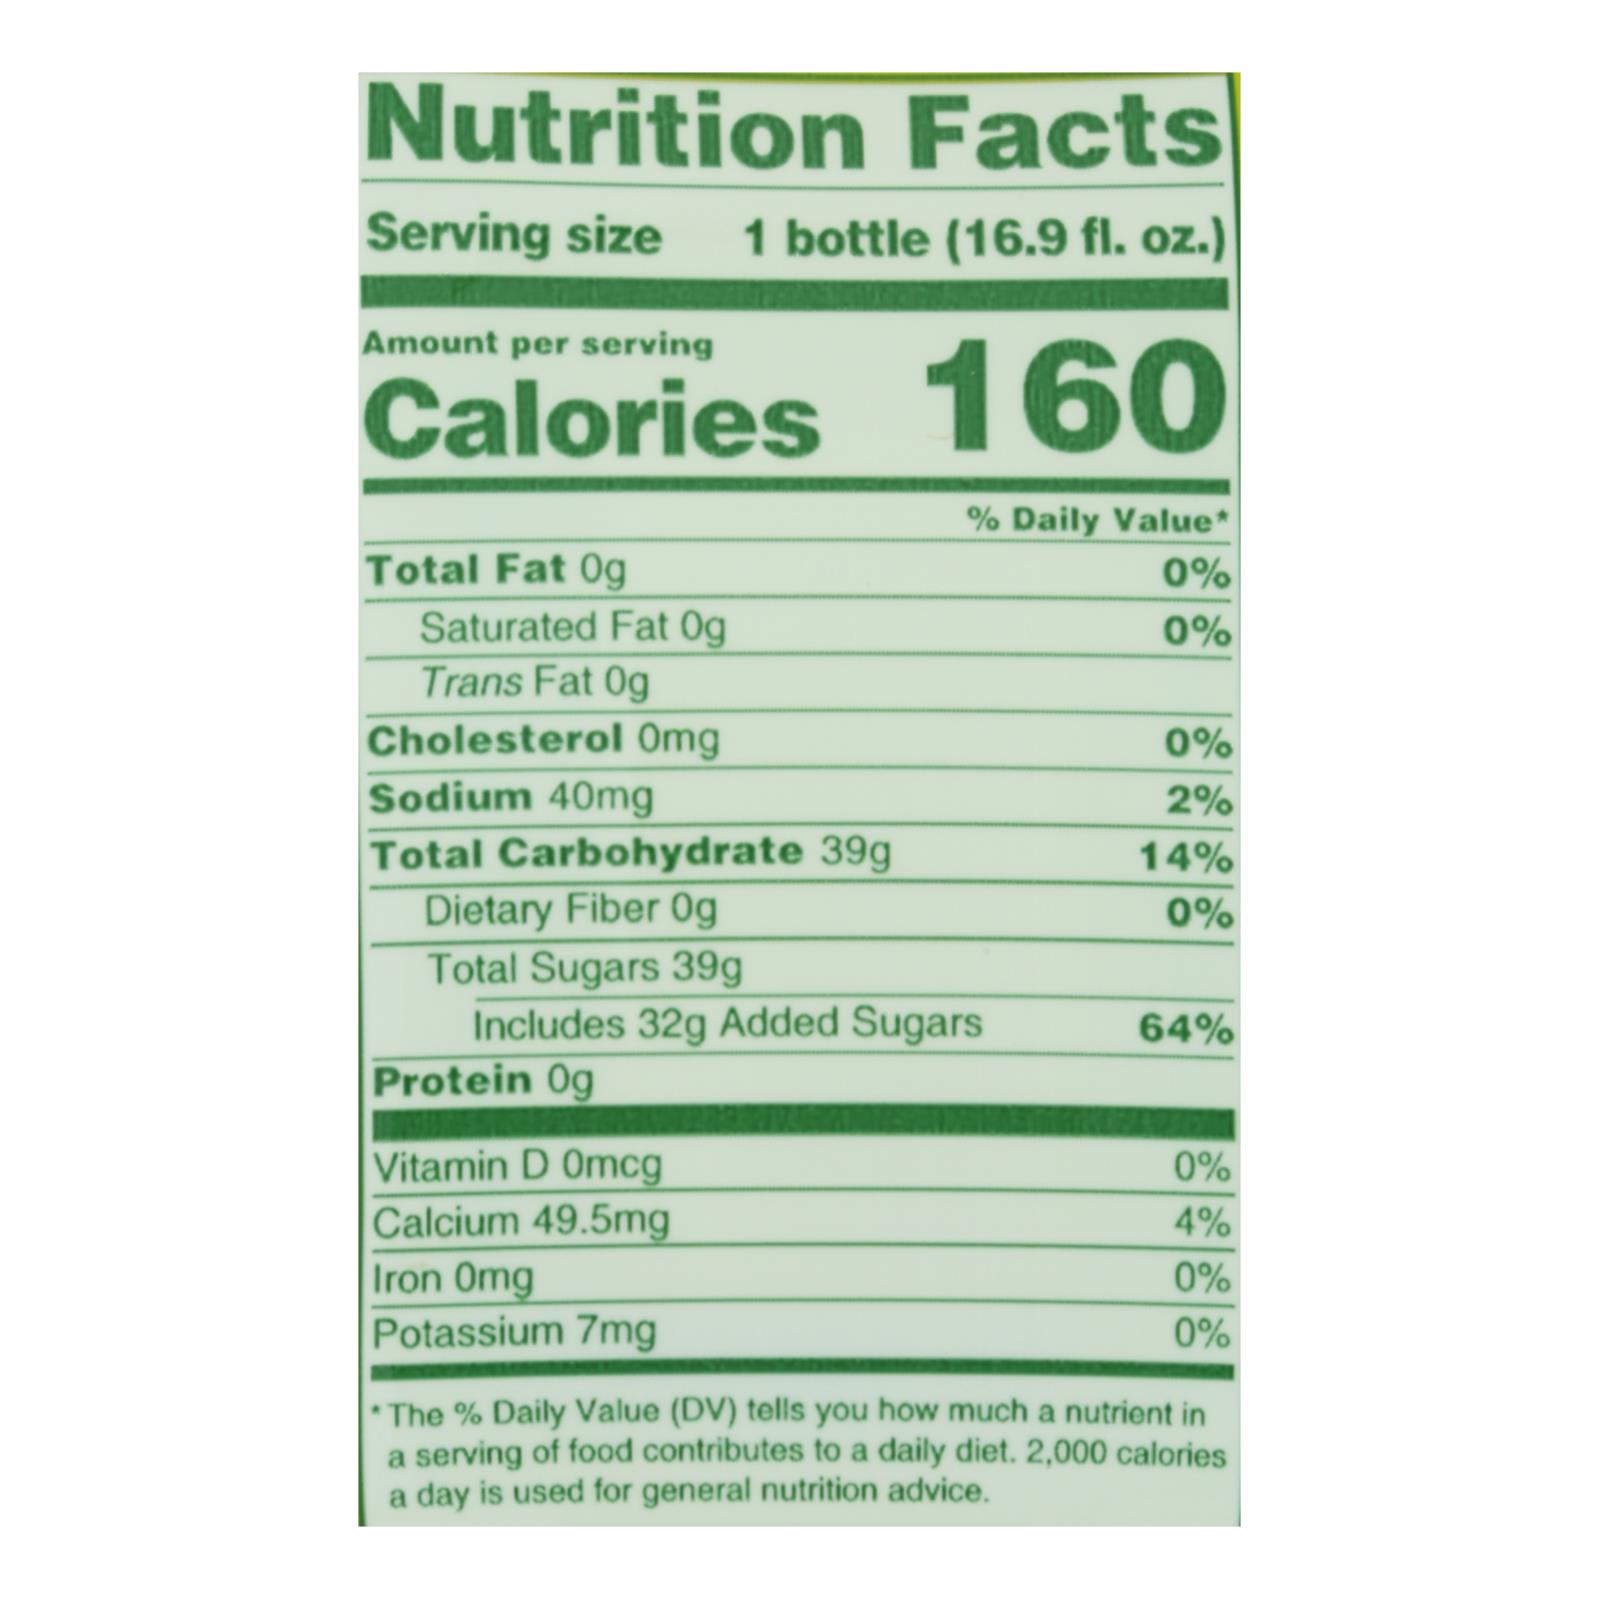 Nutrition Facts
Serving size 1 bottle (16.9 fl. oz.)
Amount per serving
Calories 160
% Daily Value*
Total Fat 0g 0%
Saturated Fat 0g 0%
Trans Fat 0g
Cholesterol 0mg 0%
Sodium 40mg 2%
Total Carbohydrate 39g 14%
Dietary Fiber 0g 0%
Total Sugars 39g
Includes 32g Added Sugars 64%
Protein 0g
Vitamin D 0mcg 0%
Calcium 49.5mg 4%
Iron 0mg 0%
Potassium 7mg 0%
* The % Daily Value (DV) tells you how much a nutrient in
a serving of food contributes to a daily diet. 2,000 calories
a day is used for general nutrition advice.